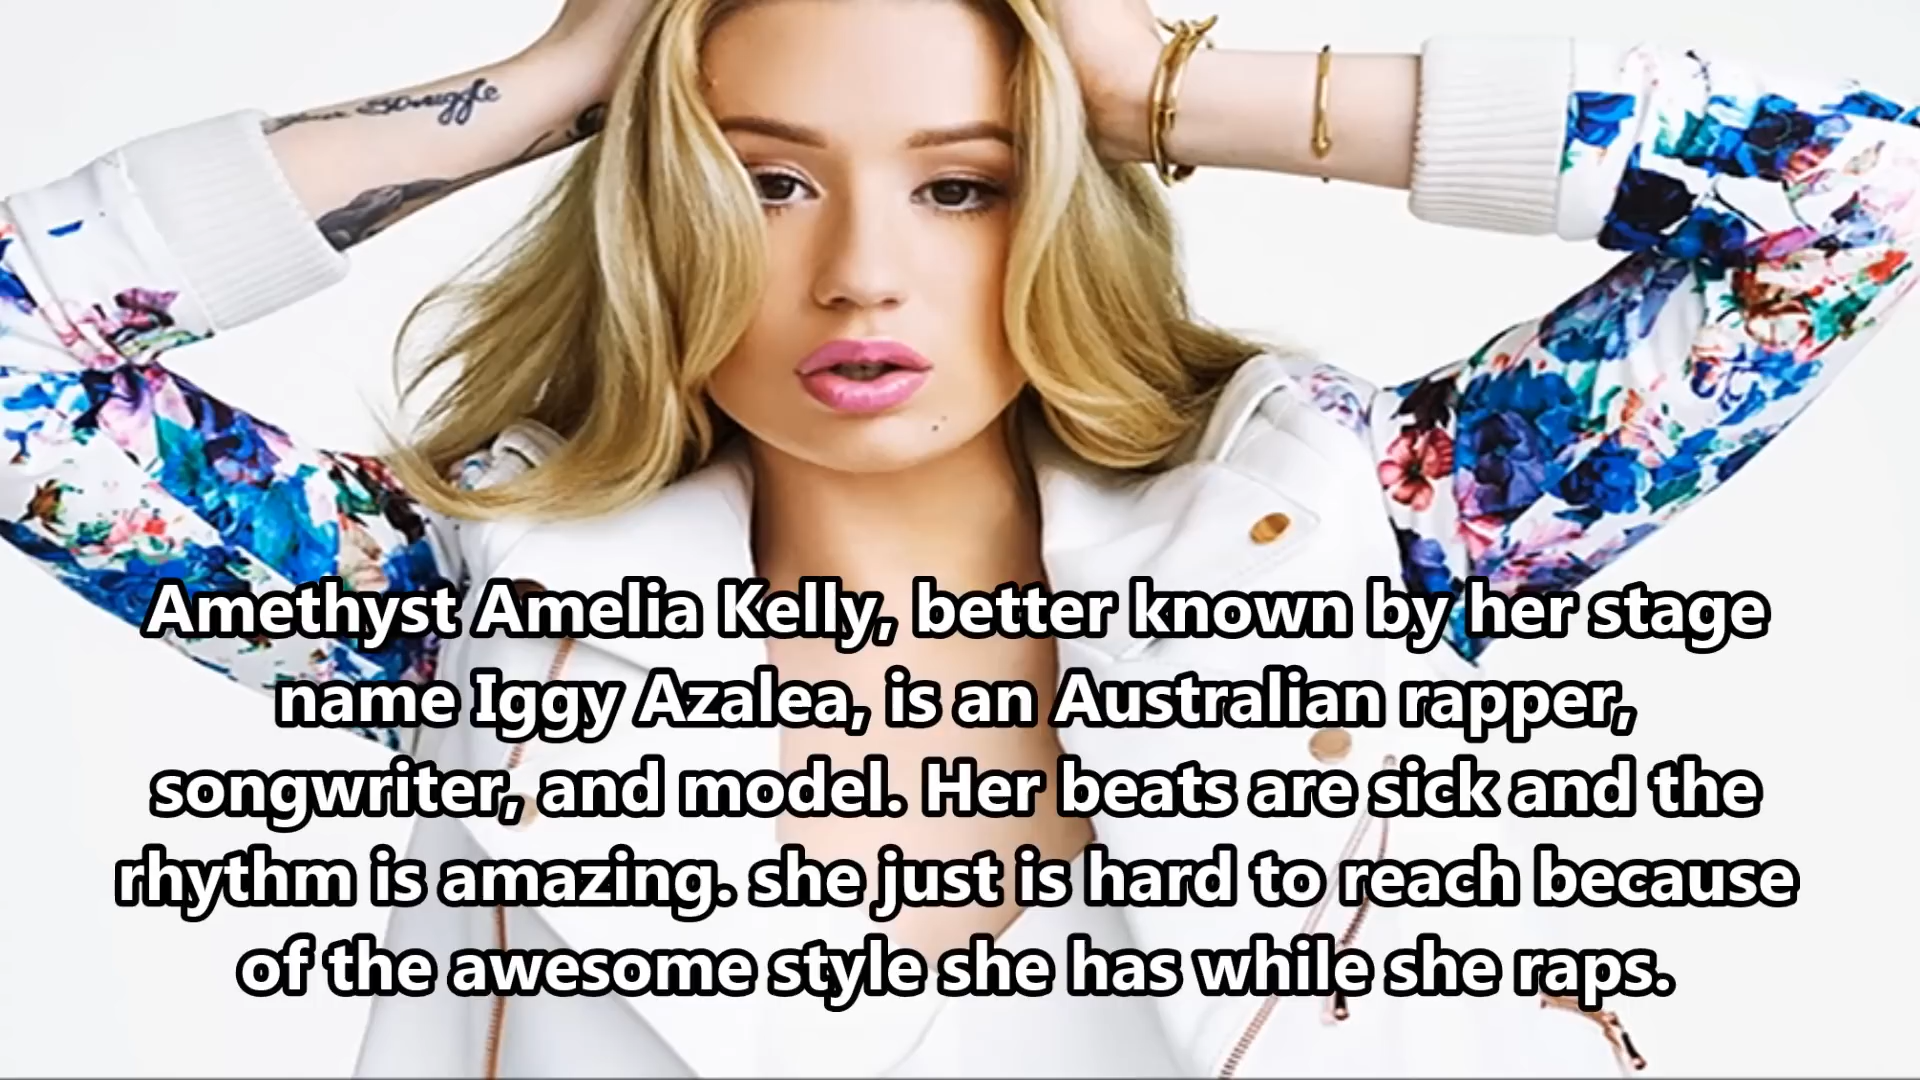 struggle
Amethyst Amelia Kelly, better known by her stage
name Iggy Azalea, is an Australian rapper,
songwriter, and model. Her beats are sick and the
rhythm is amazing. she just is hard to reach because
of the awesome style she has while she raps.